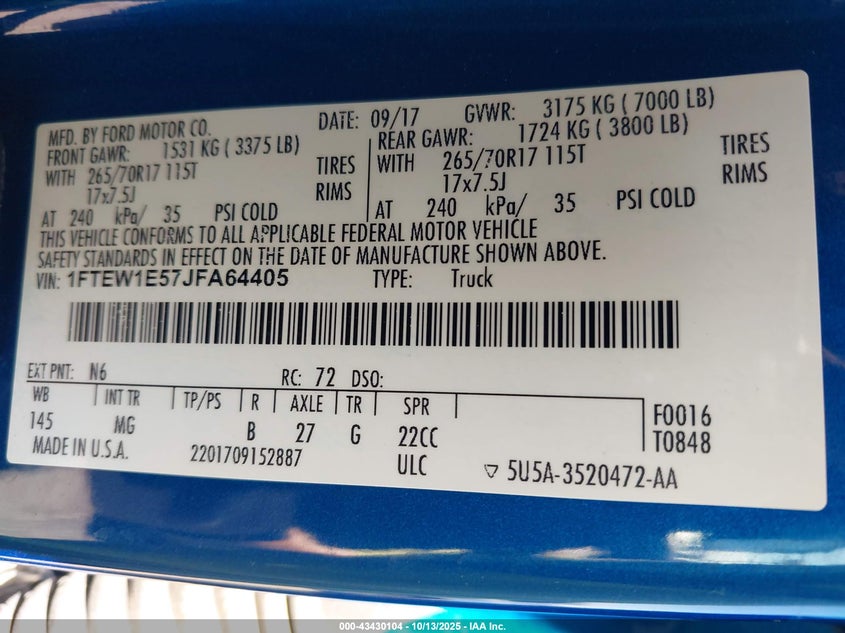 MFD. BY FORD MOTOR CO. DATE: 09/17 GVWR: 3175 KG ( 7000 LB)
FRONT GAWR: 1531 KG ( 3375 LB) REAR GAWR: 1724 KG ( 3800 LB)
WITH 265/70R17 115T TIRES WITH 265/70R17 115T TIRES
17x7.5J RIMS 17x7.5J RIMS
AT 240 kPa/ 35 PSI COLD AT 240 kPa/ 35 PSI COLD
THIS VEHICLE CONFORMS TO ALL APPLICABLE FEDERAL MOTOR VEHICLE
SAFETY STANDARDS IN EFFECT ON THE DATE OF MANUFACTURE SHOWN ABOVE.
VIN: 1FTEW1E57JFA64405 TYPE: Truck
EXT PNT: N6 RC: 72 DSO:
WB INT TR TP/PS R AXLE TR SPR
145 MG B 27 G 22CC
F0016
T0848
MADE IN U.S.A. 2201709152887 ULC 5U5A-3520472-AA
000-43430104 - 10/13/2025 - © IAA Inc.